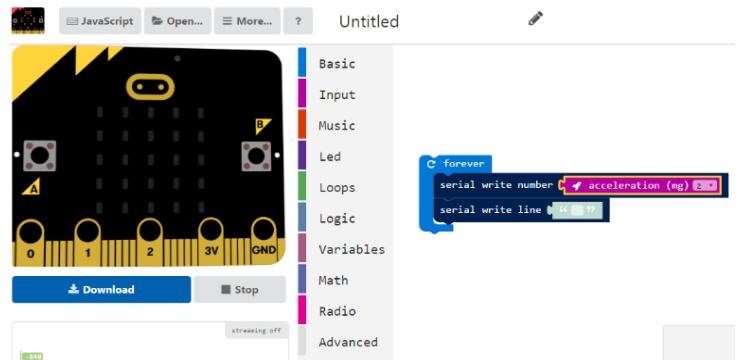 JavaScript Open... More... ? Untitled
Basic
Input
Music
Led
Loops
Logic
Variables
Math
Radio
Advanced
B
A
0 1 2 3V GND
Download Stop
streaming off
forever
serial write number acceleration (mg) z
serial write line “ ”